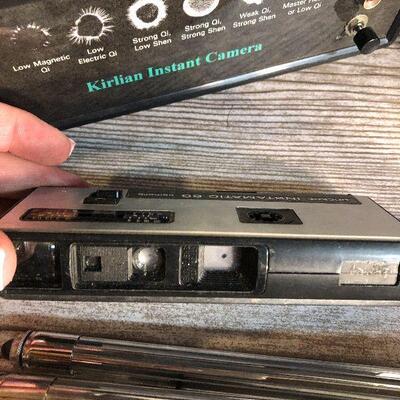 Low Magnetic Qi
Low Electric Qi
Strong Qi, Low Shen
Strong Qi, Strong Shen
Weak Qi, Strong Shen
or Low Qi
Kirlian Instant Camera
INSTAMATIC 60